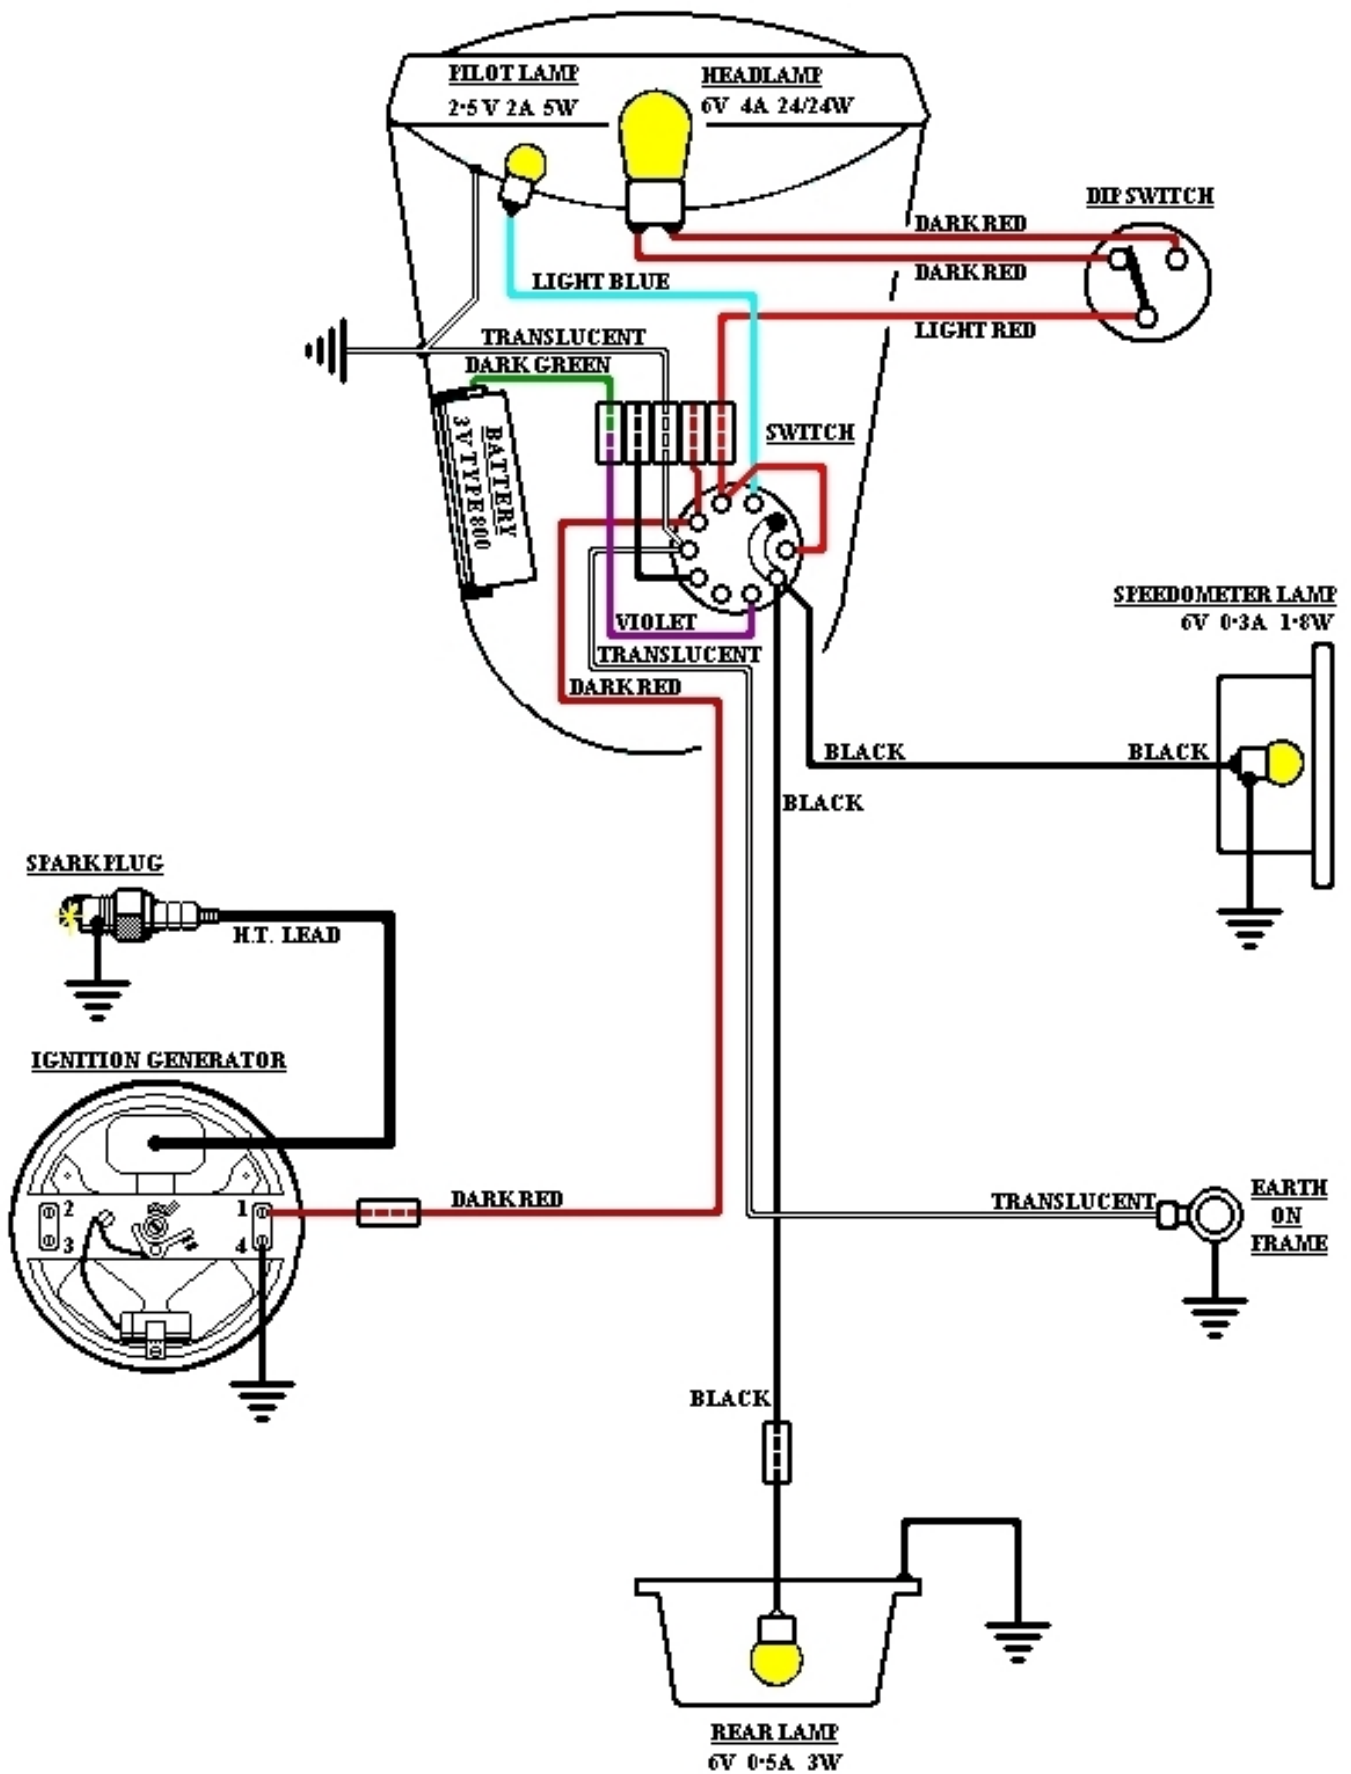 PILOT LAMP
2·5 V 2A 5W
HEADLAMP
6V 4A 24/24W
DIP SWITCH
DARK RED
DARK RED
LIGHT BLUE
LIGHT RED
TRANSLUCENT
DARK GREEN
BATTERY
3V TYPE 800
SWITCH
SPEEDOMETER LAMP
6V 0·3A 1·8W
VIOLET
TRANSLUCENT
DARK RED
BLACK
BLACK
BLACK
SPARK PLUG
H.T. LEAD
IGNITION GENERATOR
2
3
1
4
DARK RED
TRANSLUCENT
EARTH
ON
FRAME
BLACK
REAR LAMP
6V 0·5A 3W